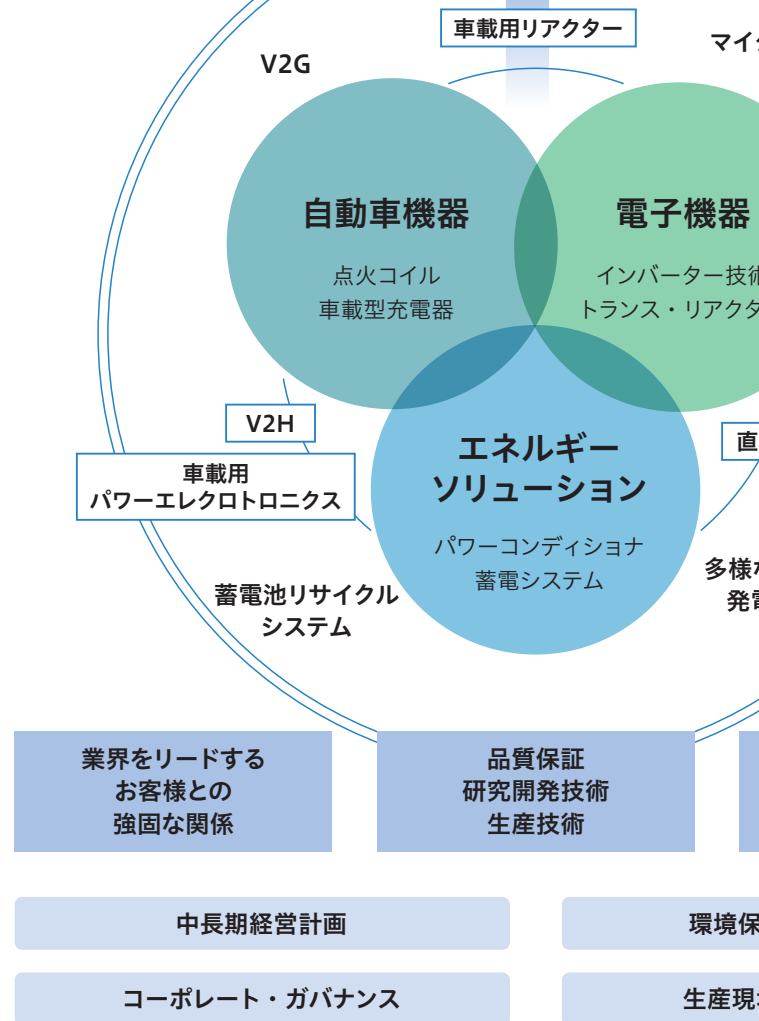 車載用リアクター
V2G
マイ
自動車機器
点火コイル
車載型充電器
電子機器
インバーター技術
トランス・リアクタ
V2H
車載用
パワーエレクロトロニクス
エネルギー
ソリューション
パワーコンディショナ
蓄電システム
直
蓄電池リサイクル
システム
多様な
発電
業界をリードする
お客様との
強固な関係
品質保証
研究開発技術
生産技術
中長期経営計画
環境保
コーポレート・ガバナンス
生産現